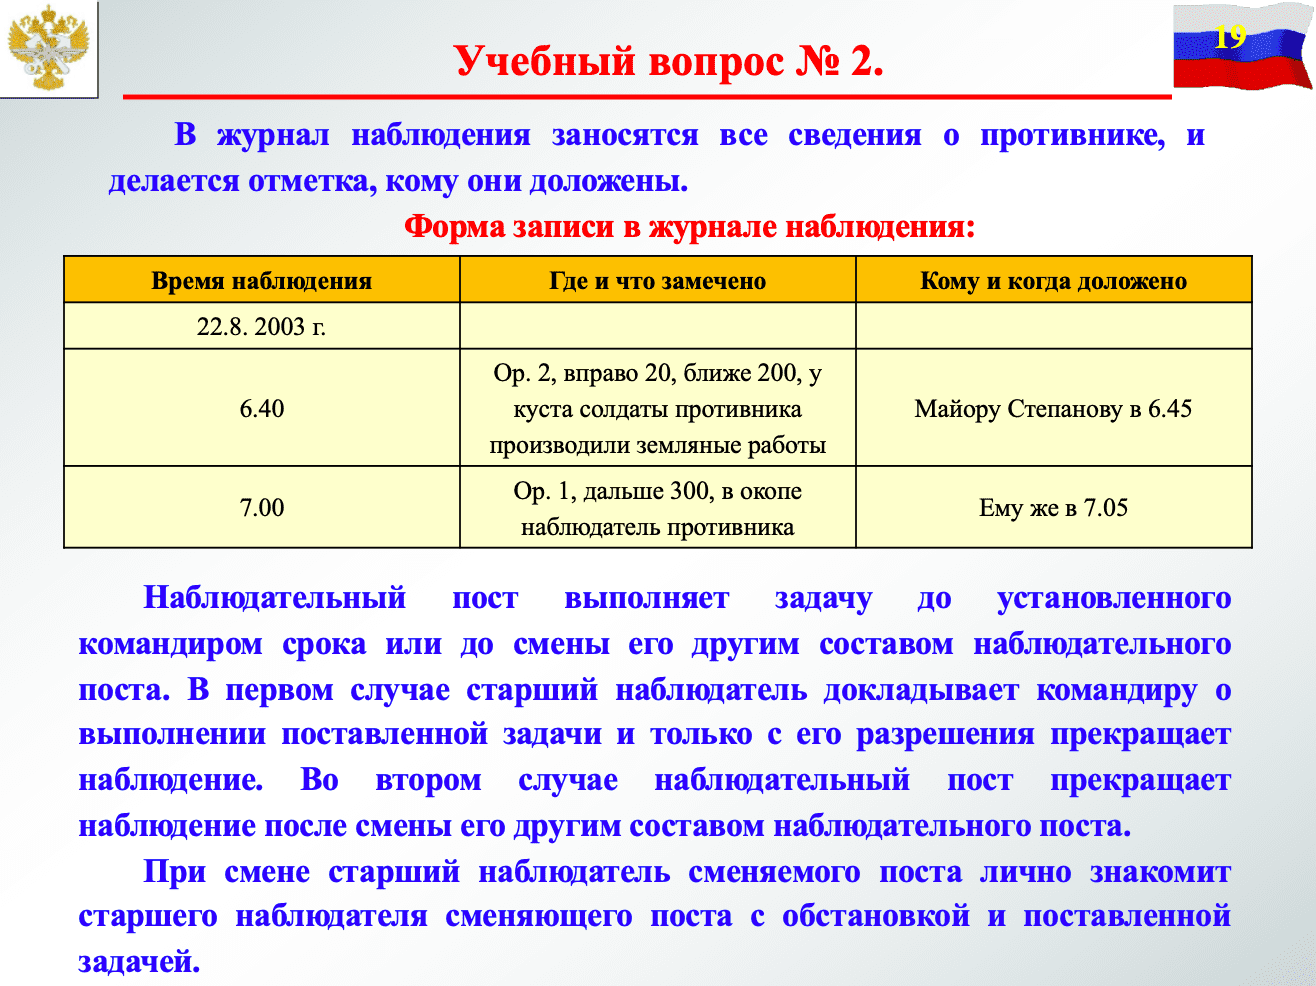 19
Учебный вопрос № 2.
В журнал наблюдения заносятся все сведения о противнике, и
делается отметка, кому они доложены.
Форма записи в журнале наблюдения:
Время наблюдения
Где и что замечено
Кому и когда доложено
22.8. 2003 г.
6.40
Ор. 2, вправо 20, ближе 200, у
куста солдаты противника
производили земляные работы
Майору Степанову в 6.45
7.00
Ор. 1, дальше 300, в окопе
наблюдатель противника
Ему же в 7.05
Наблюдательный пост выполняет задачу до установленного
командиром срока или до смены его другим составом наблюдательного
поста. В первом случае старший наблюдатель докладывает командиру о
выполнении поставленной задачи и только с его разрешения прекращает
наблюдение. Во втором случае наблюдательный пост прекращает
наблюдение после смены его другим составом наблюдательного поста.
При смене старший наблюдатель сменяемого поста лично знакомит
старшего наблюдателя сменяющего поста с обстановкой и поставленной
задачей.